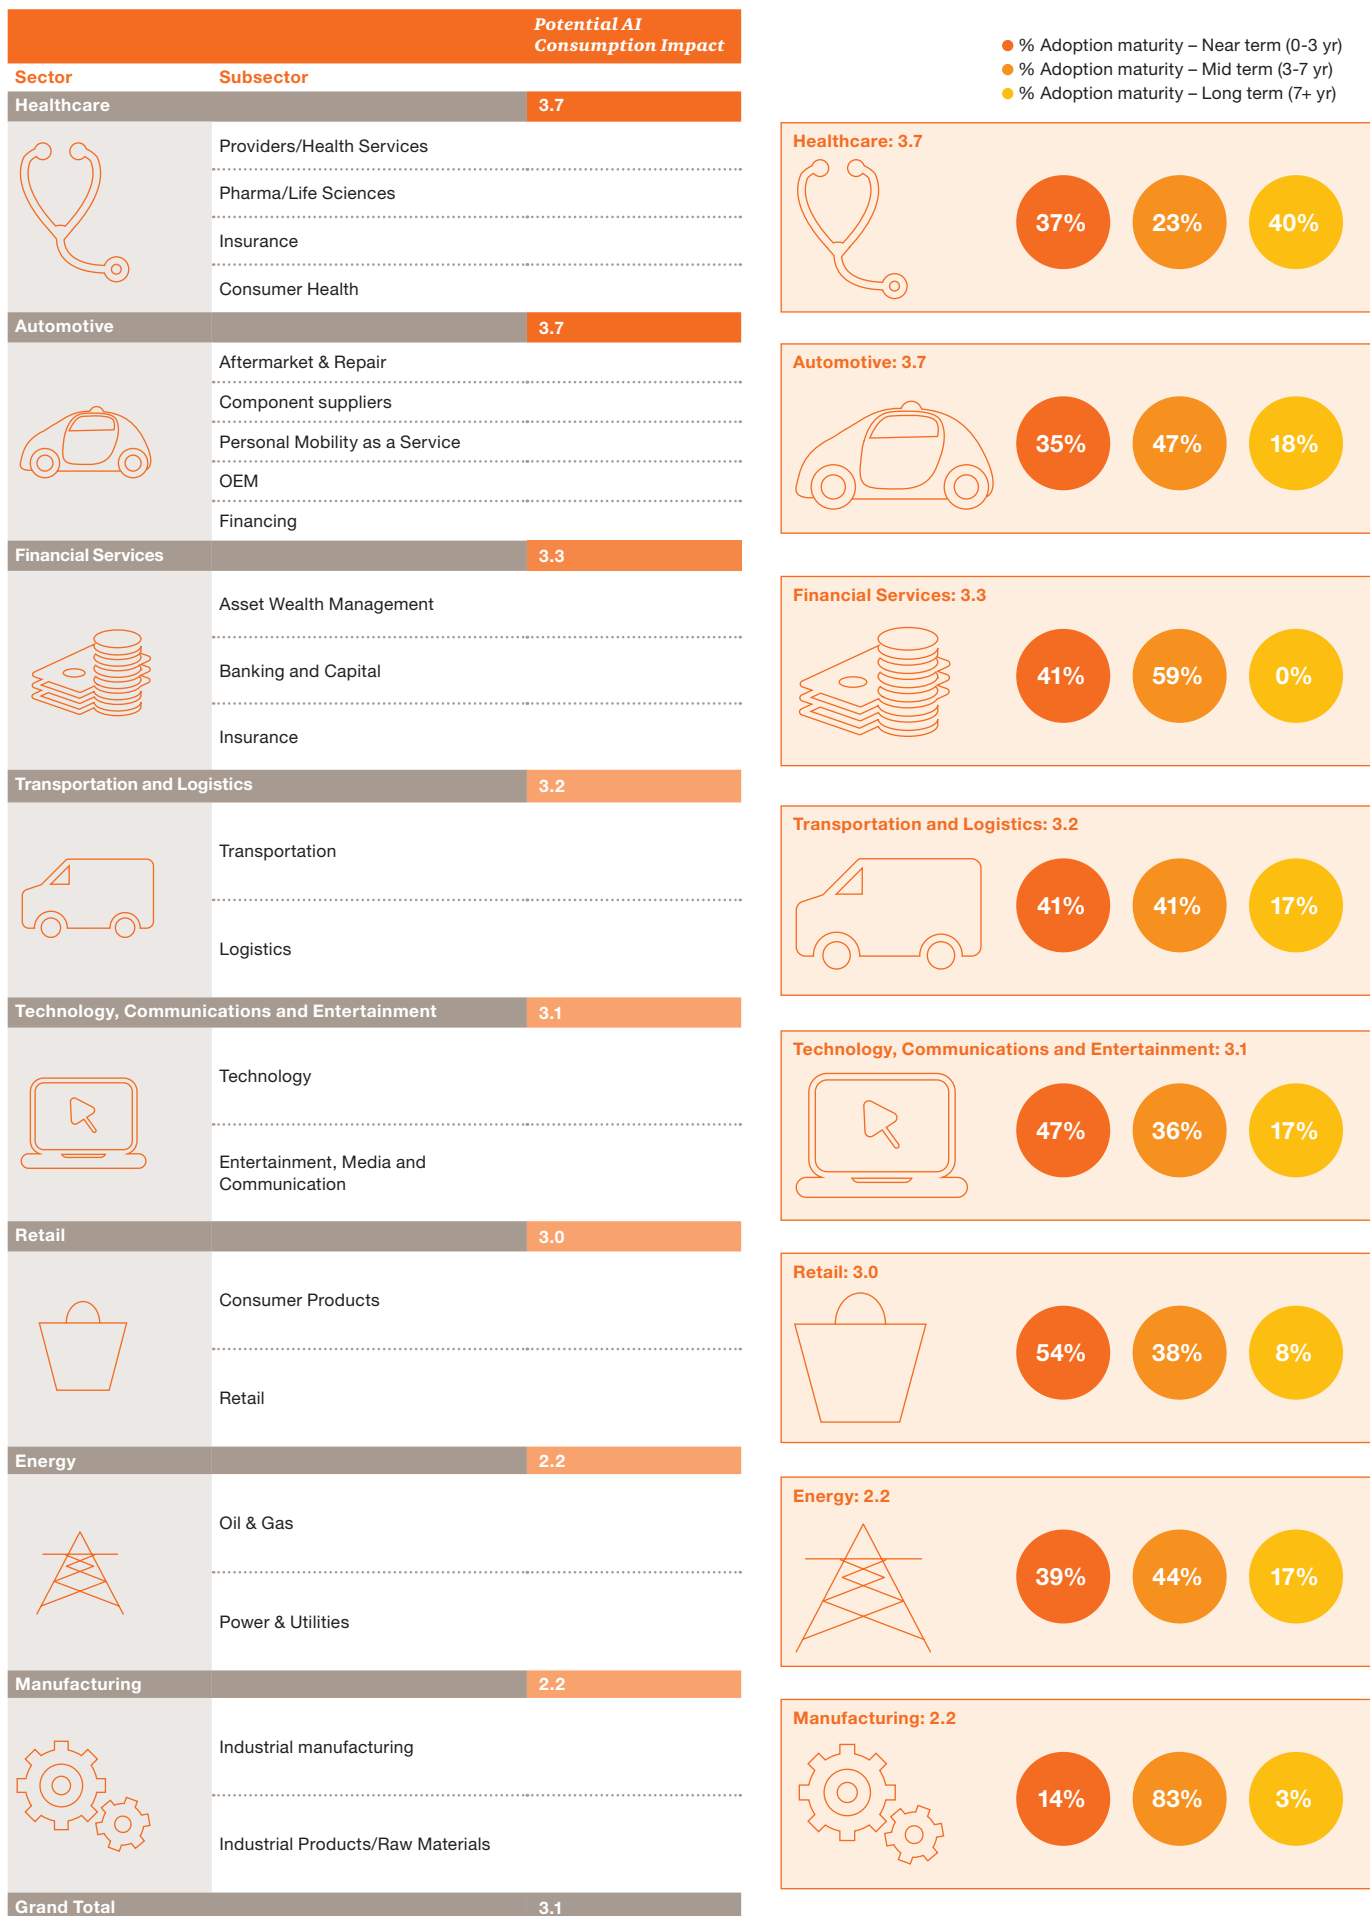 Potential AI
Consumption Impact
Sector
Subsector
Healthcare
3.7
Providers/Health Services
Pharma/Life Sciences
Insurance
Consumer Health
Automotive
3.7
Aftermarket & Repair
Component suppliers
Personal Mobility as a Service
OEM
Financing
Financial Services
3.3
Asset Wealth Management
Banking and Capital
Insurance
Transportation and Logistics
3.2
Transportation
Logistics
Technology, Communications and Entertainment
3.1
Technology
Entertainment, Media and
Communication
Retail
3.0
Consumer Products
Retail
Energy
2.2
Oil & Gas
Power & Utilities
Manufacturing
2.2
Industrial manufacturing
Industrial Products/Raw Materials
Grand Total
3.1
% Adoption maturity – Near term (0-3 yr)
% Adoption maturity – Mid term (3-7 yr)
% Adoption maturity – Long term (7+ yr)
Healthcare: 3.7
37%
23%
40%
Automotive: 3.7
35%
47%
18%
Financial Services: 3.3
41%
59%
0%
Transportation and Logistics: 3.2
41%
41%
17%
Technology, Communications and Entertainment: 3.1
47%
36%
17%
Retail: 3.0
54%
38%
8%
Energy: 2.2
39%
44%
17%
Manufacturing: 2.2
14%
83%
3%